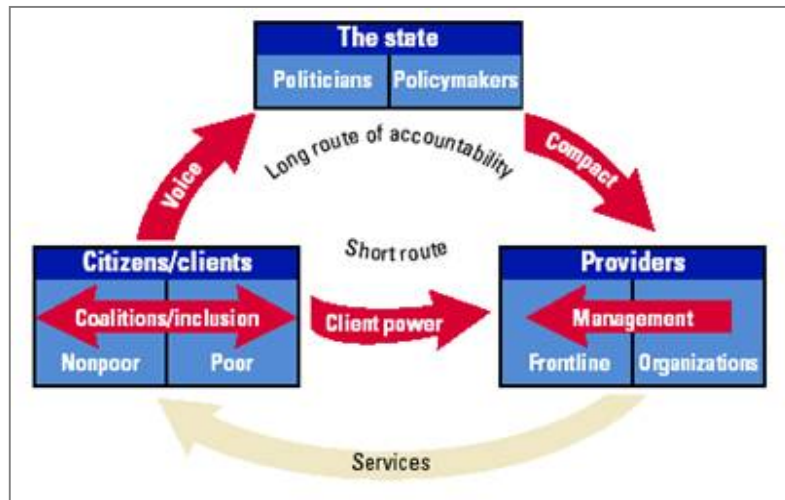 The state
Politicians
Policymakers
Long route of accountability
Voice
Compact
Short route
Citizens/clients
Coalitions/inclusion
Nonpoor
Poor
Client power
Providers
Management
Frontline
Organizations
Services